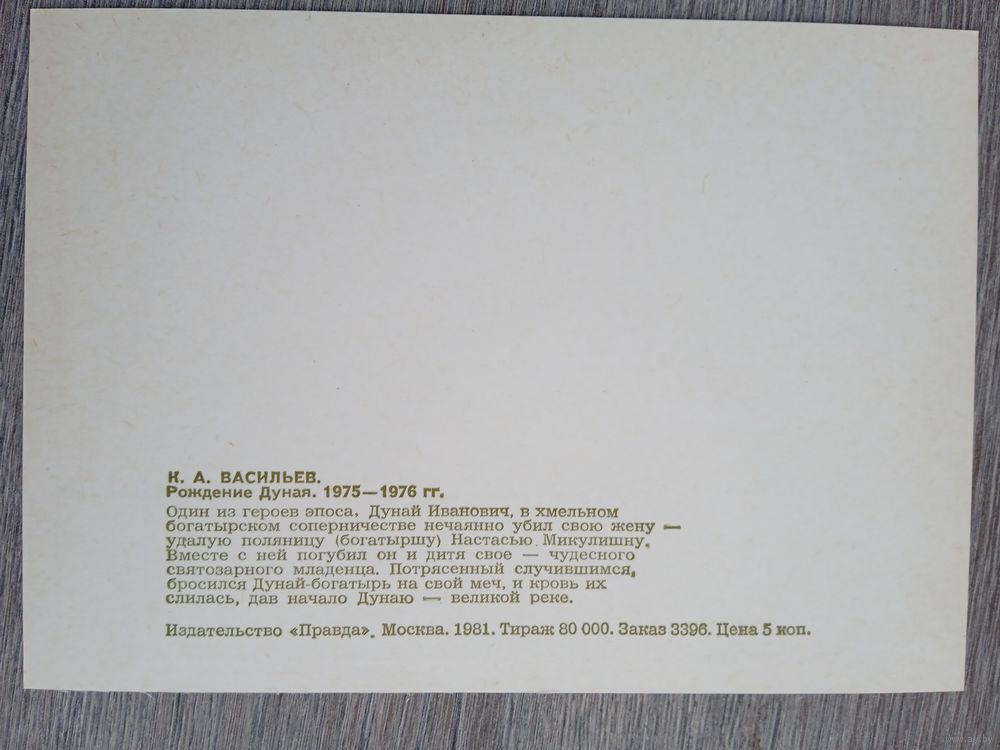 К. А. ВАСИЛЬЕВ.
Рождение Дуная. 1975—1976 гг.
Один из героев эпоса, Дунай Иванович, в хмельном
богатырском соперничестве нечаянно убил свою жену —
удалую поляницу (богатыршу) Настасью Микулишну.
Вместе с ней погубил он и дитя свое — чудесного
святозарного младенца. Потрясенный случившимся,
бросился Дунай-богатырь на свой меч, и кровь их
слилась, дав начало Дунаю — великой реке.
Издательство «Правда». Москва. 1981. Тираж 80 000. Заказ 3396. Цена 5 коп.